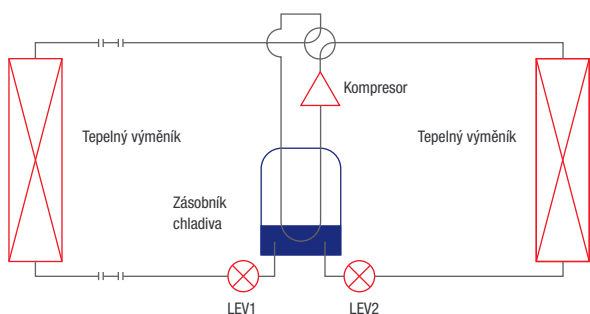 Kompresor
Tepelný výměník
Tepelný výměník
Zásobník
chladiva
LEV1
LEV2